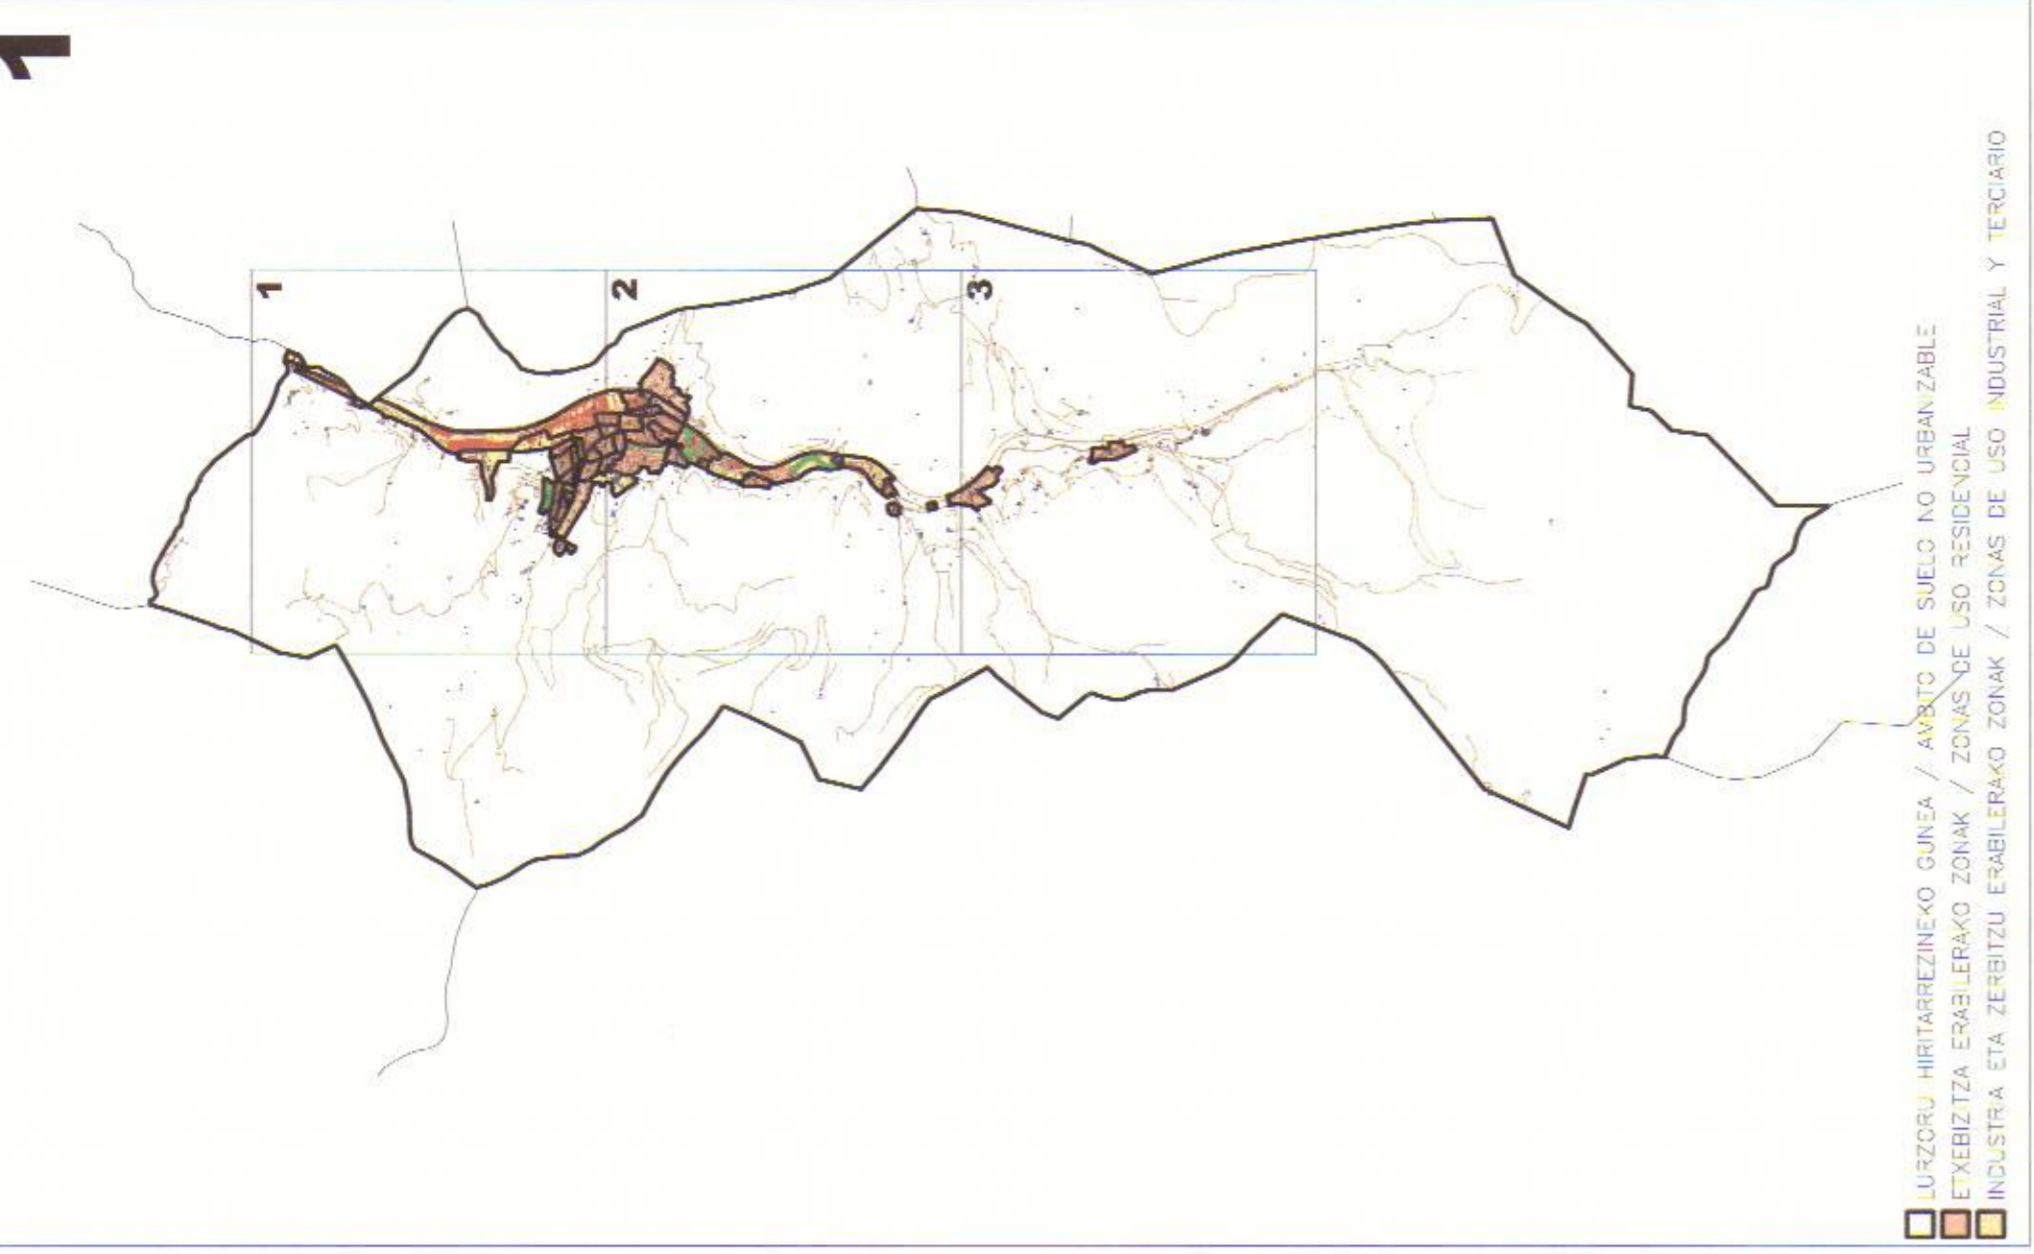 1
1
2
3
LURZORU HIRITARREZINEKO GUNEA / AMBITO DE SUELO NO URBANIZABLE
ETXEBIZITZA ERABILERAKO ZONAK / ZONAS DE USO RESIDENCIAL
INDUSTRIA ETA ZERBITZU ERABILERAKO ZONAK / ZONAS DE USO INDUSTRIAL Y TERCIARIO